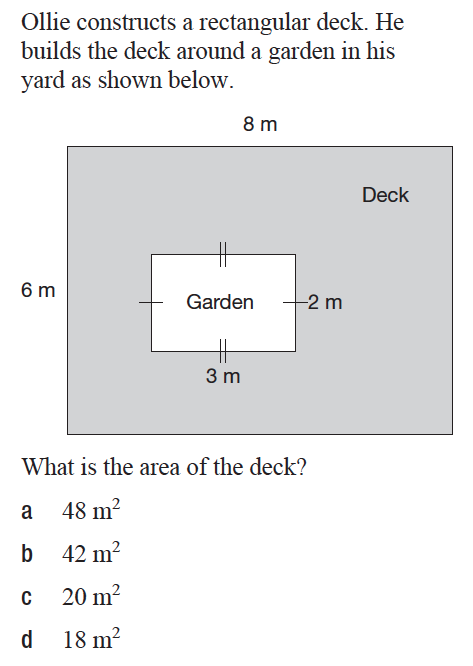 Ollie constructs a rectangular deck. He
builds the deck around a garden in his
yard as shown below.
8 m
Deck
6 m
Garden
2 m
3 m
What is the area of the deck?
a 48 m²
b 42 m²
c 20 m²
d 18 m²